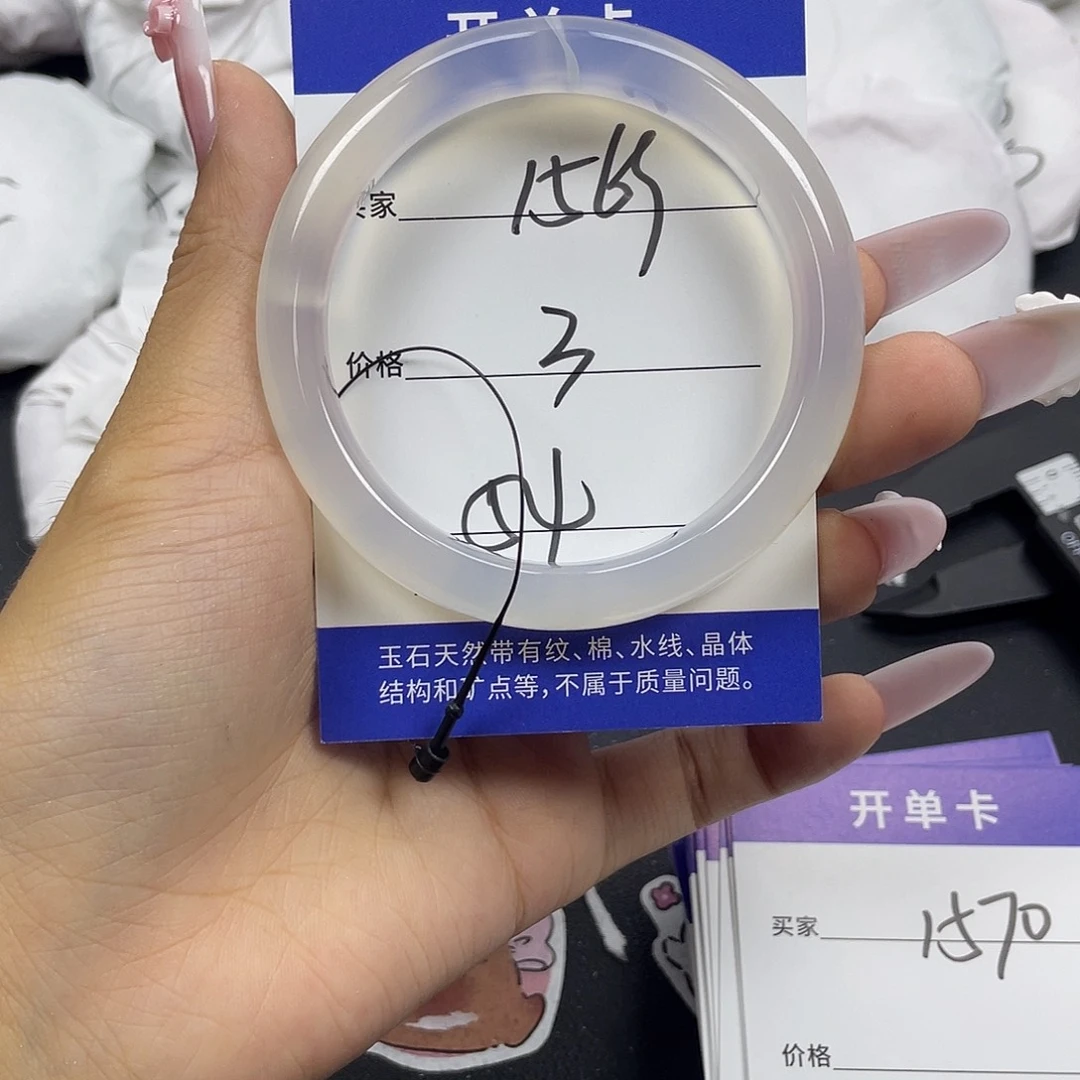 开单卡
买家 1569
价格 3
④
玉石天然带有纹、棉、水线、晶体
结构和矿点等,不属于质量问题。
开单卡
买家 1570
价格